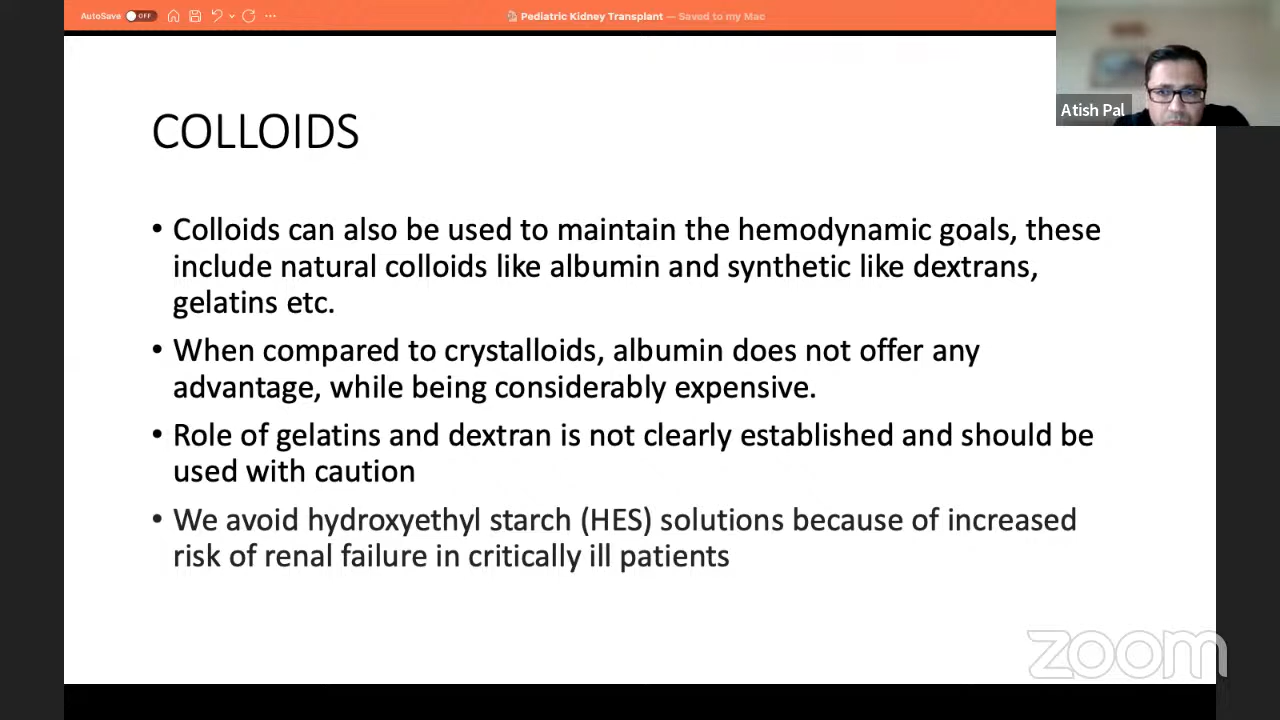 AutoSave OFF
Pediatric Kidney Transplant — Saved to my Mac
Atish Pal
COLLOIDS
• Colloids can also be used to maintain the hemodynamic goals, these
include natural colloids like albumin and synthetic like dextrans,
gelatins etc.
• When compared to crystalloids, albumin does not offer any
advantage, while being considerably expensive.
• Role of gelatins and dextran is not clearly established and should be
used with caution
• We avoid hydroxyethyl starch (HES) solutions because of increased
risk of renal failure in critically ill patients
zoom